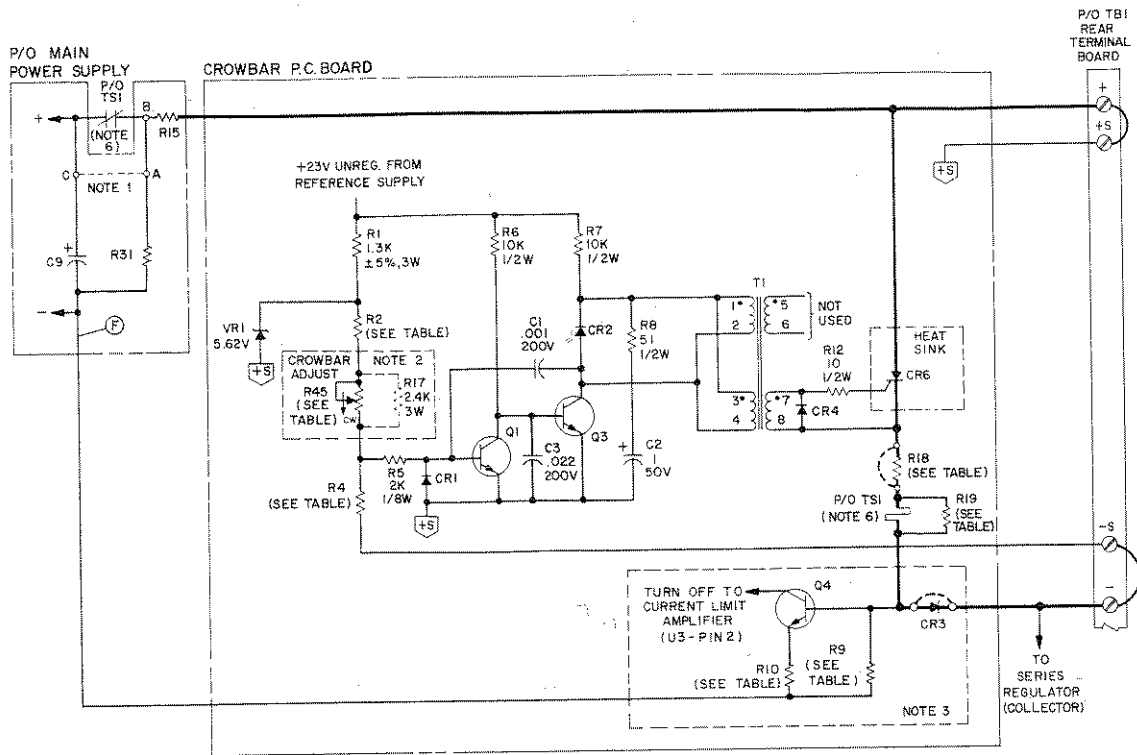 P/O TB1
REAR
TERMINAL
BOARD
P/O MAIN
POWER SUPPLY
CROWBAR P.C. BOARD
P/O
TS1
(NOTE
6)
B
R15
+
+
+S
+S
C
NOTE 1
A
+23V UNREG. FROM
REFERENCE SUPPLY
R1
1.3K
±5%,3W
R6
10K
1/2W
R7
10K
1/2W
+
C9
R31
-
F
VR1
5.62V
+S
R2
(SEE TABLE)
C1
.001
200V
CR2
R8
51
1/2W
T1
1*
2
*5
6
NOT
USED
3*
4
*7
8
R12
10
1/2W
CR4
HEAT
SINK
CR6
CROWBAR
ADJUST
NOTE 2
R45
(SEE
TABLE)
CW
R17
2.4K
3W
Q1
Q3
C3
.022
200V
+
C2
1
50V
R5
2K
1/8W
CR1
+S
R4
(SEE TABLE)
R18
(SEE TABLE)
P/O TS1
(NOTE 6)
R19
(SEE
TABLE)
-S
TURN OFF TO
CURRENT LIMIT
AMPLIFIER
(U3-PIN 2)
Q4
CR3
-
R10
(SEE TABLE)
R9
(SEE
TABLE)
NOTE 3
TO
SERIES
REGULATOR
(COLLECTOR)